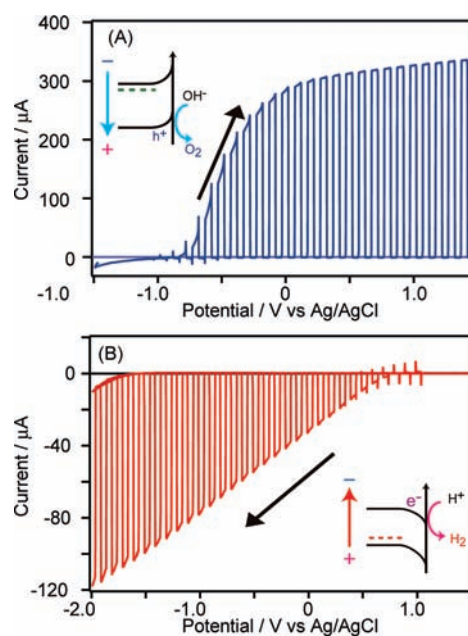 (A)
400
300
200
100
0
Current / μA
−
+
OH-
h+
O2
-1.0
-1.0
0
1.0
Potential / V vs Ag/AgCl
(B)
0
-40
-80
-120
Current / μA
−
+
e-
H+
H2
-2.0
-1.0
0
1.0
Potential / V vs Ag/AgCl